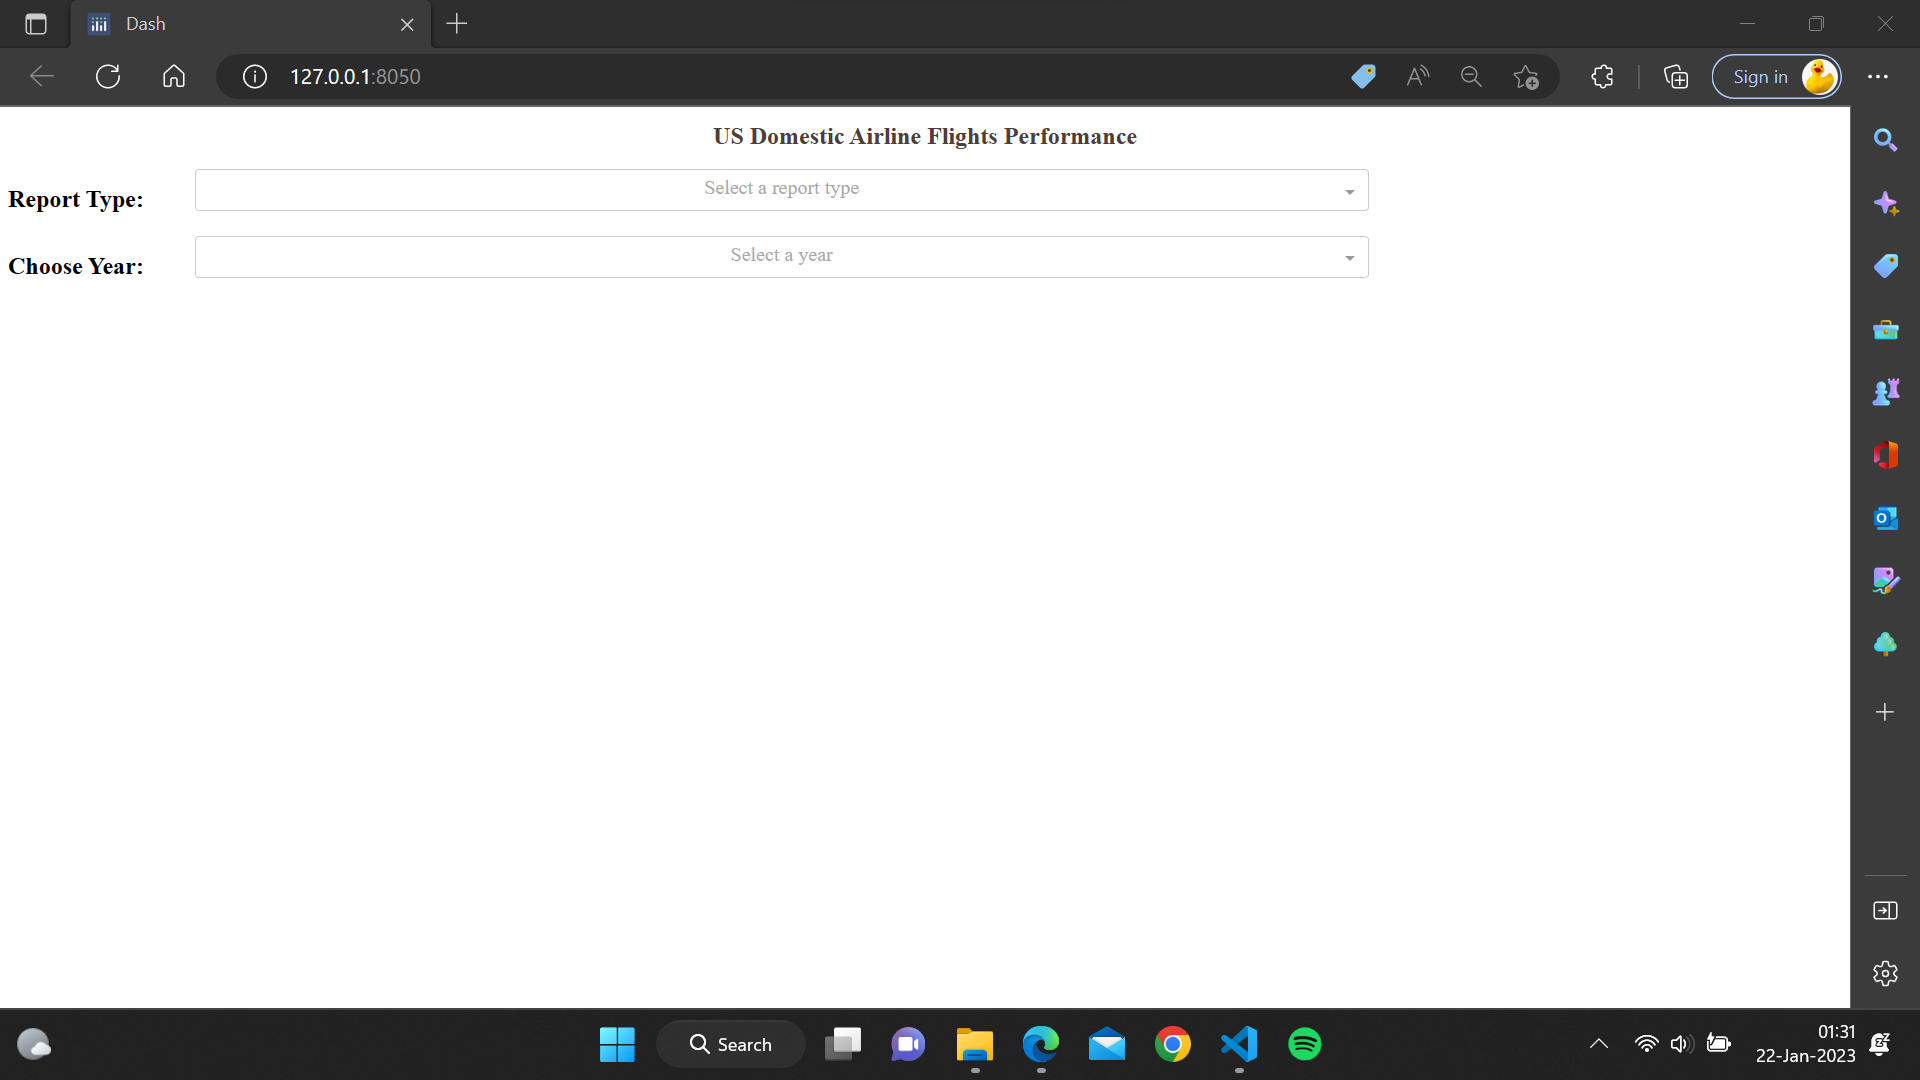 Dash
127.0.0.1:8050
Sign in
US Domestic Airline Flights Performance
Report Type:
Select a report type
Choose Year:
Select a year
Search
01:31
22-Jan-2023